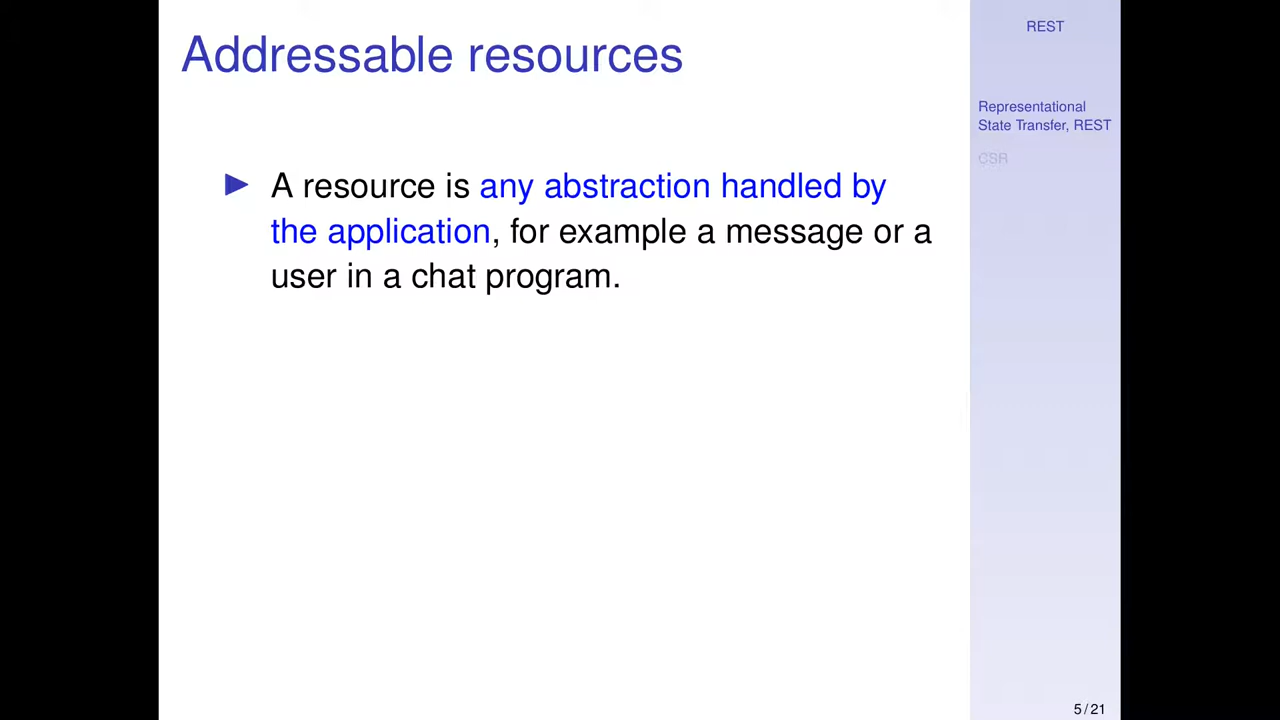 Addressable resources
A resource is any abstraction handled by
the application, for example a message or a
user in a chat program.
REST
Representational
State Transfer, REST
CSR
5 / 21